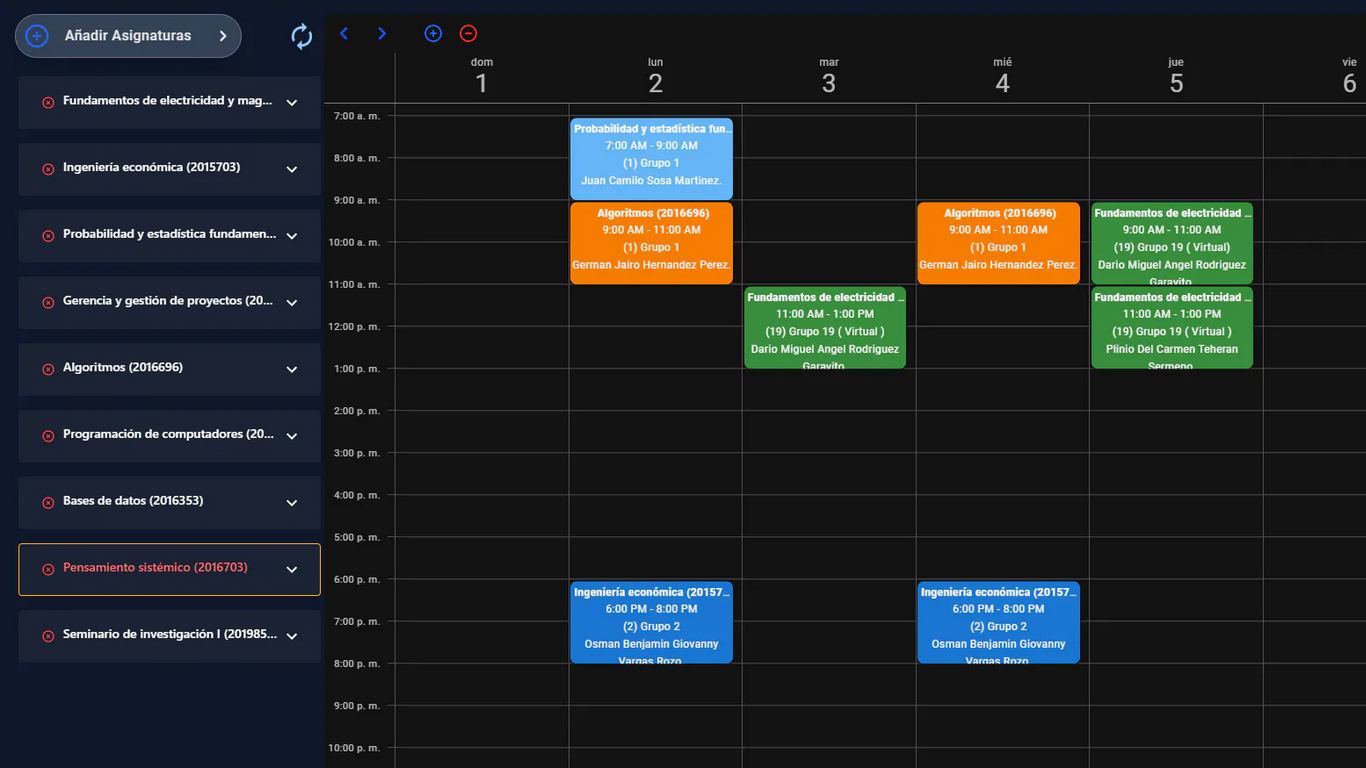 Añadir Asignaturas
Fundamentos de electricidad y mag...
Ingeniería económica (2015703)
Probabilidad y estadística fundamen...
Gerencia y gestión de proyectos (20...
Algoritmos (2016696)
Programación de computadores (20...
Bases de datos (2016353)
Pensamiento sistémico (2016703)
Seminario de investigación I (201985...
dom
1
lun
2
mar
3
mié
4
jue
5
vie
6
7:00 a. m.
8:00 a. m.
9:00 a. m.
10:00 a. m.
11:00 a. m.
12:00 p. m.
1:00 p. m.
2:00 p. m.
3:00 p. m.
4:00 p. m.
5:00 p. m.
6:00 p. m.
7:00 p. m.
8:00 p. m.
9:00 p. m.
10:00 p. m.
Probabilidad y estadística fun...
7:00 AM - 9:00 AM
(1) Grupo 1
Juan Camilo Sosa Martinez.
Algoritmos (2016696)
9:00 AM - 11:00 AM
(1) Grupo 1
German Jairo Hernandez Perez.
Ingeniería económica (20157...
6:00 PM - 8:00 PM
(2) Grupo 2
Osman Benjamin Giovanny
Vargas Rozo
Fundamentos de electricidad ...
11:00 AM - 1:00 PM
(19) Grupo 19 ( Virtual )
Dario Miguel Angel Rodriguez
Garavito
Algoritmos (2016696)
9:00 AM - 11:00 AM
(1) Grupo 1
German Jairo Hernandez Perez.
Ingeniería económica (20157...
6:00 PM - 8:00 PM
(2) Grupo 2
Osman Benjamin Giovanny
Vargas Rozo
Fundamentos de electricidad ...
9:00 AM - 11:00 AM
(19) Grupo 19 ( Virtual)
Dario Miguel Angel Rodriguez
Garavito
Fundamentos de electricidad ...
11:00 AM - 1:00 PM
(19) Grupo 19 ( Virtual )
Plinio Del Carmen Teheran
Sermeno